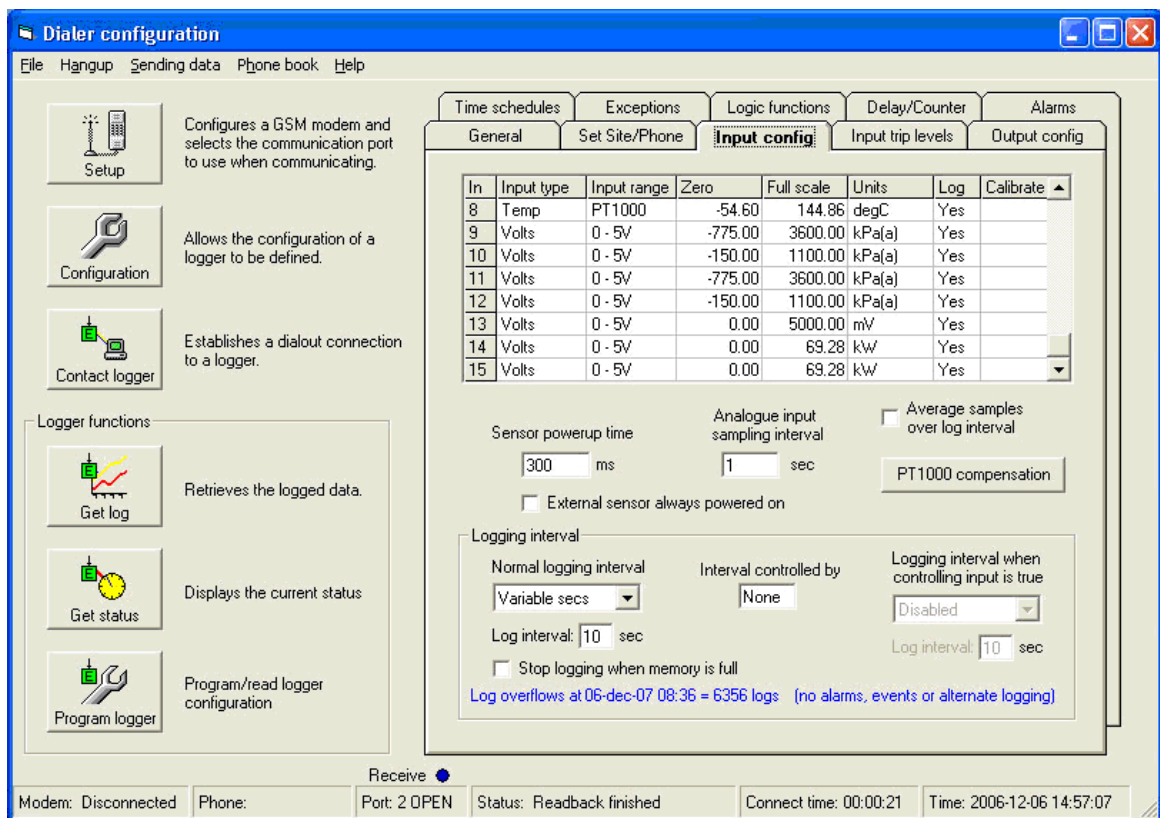 Dialer configuration
File Hangup Sending data Phone book Help
Setup
Configures a GSM modem and
selects the communication port
to use when communicating.
Configuration
Allows the configuration of a
logger to be defined.
Contact logger
Establishes a dialout connection
to a logger.
Logger functions
Get log
Retrieves the logged data.
Get status
Displays the current status
Program logger
Program/read logger
configuration
Time schedules Exceptions Logic functions Delay/Counter Alarms
General Set Site/Phone Input config Input trip levels Output config
In Input type Input range Zero Full scale Units Log Calibrate
8 Temp PT1000 -54.60 144.86 degC Yes
9 Volts 0 - 5V -775.00 3600.00 kPa(a) Yes
10 Volts 0 - 5V -150.00 1100.00 kPa(a) Yes
11 Volts 0 - 5V -775.00 3600.00 kPa(a) Yes
12 Volts 0 - 5V -150.00 1100.00 kPa(a) Yes
13 Volts 0 - 5V 0.00 5000.00 mV Yes
14 Volts 0 - 5V 0.00 69.28 kW Yes
15 Volts 0 - 5V 0.00 69.28 kW Yes
Sensor powerup time
300 ms
Analogue input
sampling interval
1 sec
Average samples
over log interval
PT1000 compensation
External sensor always powered on
Logging interval
Normal logging interval
Variable secs
Log interval: 10 sec
Interval controlled by
None
Logging interval when
controlling input is true
Disabled
Log interval: 10 sec
Stop logging when memory is full
Log overflows at 06-dec-07 08:36 = 6356 logs (no alarms, events or alternate logging)
Receive
Modem: Disconnected Phone: Port: 2 OPEN Status: Readback finished Connect time: 00:00:21 Time: 2006-12-06 14:57:07